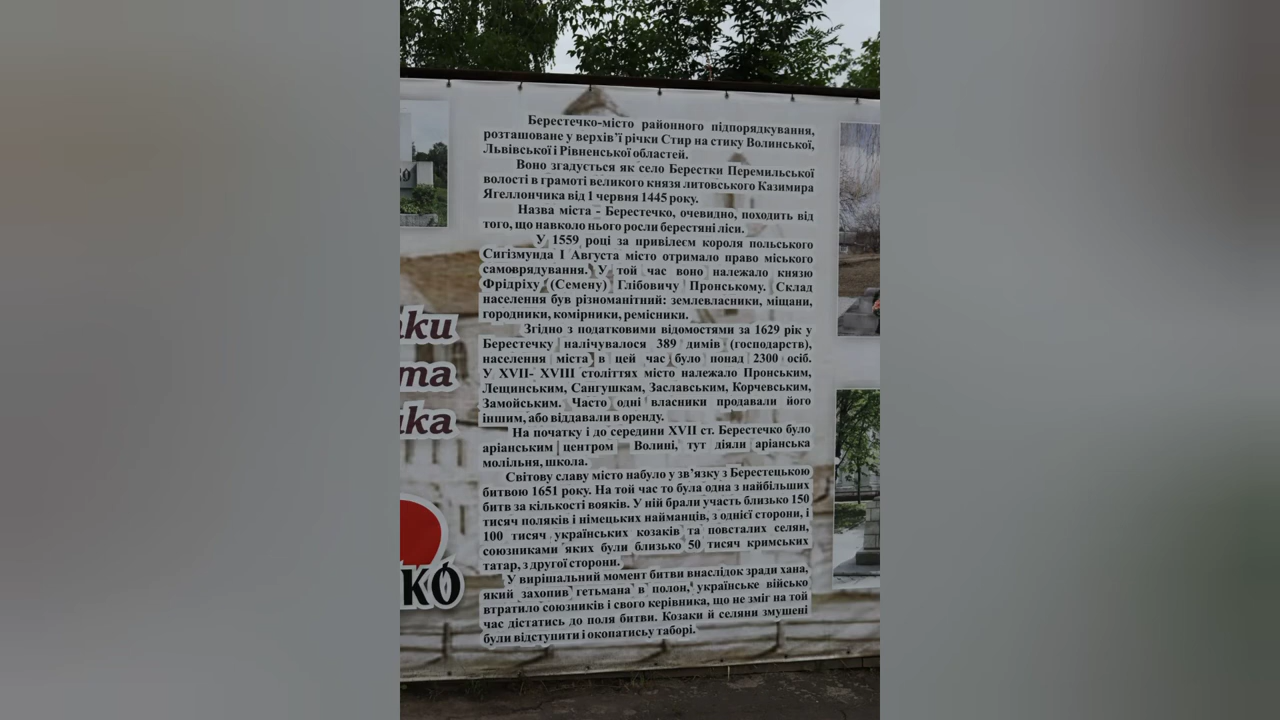 Берестечко-місто районного підпорядкування,
розташоване у верхів'ї річки Стир на стику Волинської,
Львівської і Рівненської областей.
Воно згадується як село Берестки Перемильської
волості в грамоті великого князя литовського Казимира
Ягеллончика від 1 червня 1445 року.
Назва міста - Берестечко, очевидно, походить від
того, що навколо нього росли берестяні ліси.
У 1559 році за привілеєм короля польського
Сигізмунда І Августа місто отримало право міського
самоврядування. У той час воно належало князю
Фрідріху (Семену) Глібовичу Пронському. Склад
населення був різноманітний: землевласники, міщани,
городники, комірники, ремісники.
Згідно з податковими відомостями за 1629 рік у
Берестечку налічувалося 389 димів (господарств),
населення міста в цей час було понад 2300 осіб.
У XVII- XVIII століттях місто належало Пронським,
Лещинським, Сангушкам, Заславським, Корчевським,
Замойським. Часто одні власники продавали його
іншим, або віддавали в оренду.
На початку і до середини XVII ст. Берестечко було
аріанським центром Волині, тут діяли аріанська
молільня, школа.
Світову славу місто набуло у зв'язку з Берестецькою
битвою 1651 року. На той час то була одна з найбільших
битв за кількості вояків. У ній брали участь близько 150
тисяч поляків і німецьких найманців, з однієї сторони, і
100 тисяч українських козаків та повсталих селян,
союзниками яких були близько 50 тисяч кримських
татар, з другої сторони.
У вирішальний момент битви внаслідок зради хана,
який захопив гетьмана в полон, українське військо
втратило союзників і свого керівника, що не зміг на той
час дістатись до поля битви. Козаки й селяни змушені
були відступити і окопатисьу таборі.
ки
та
ка
КО